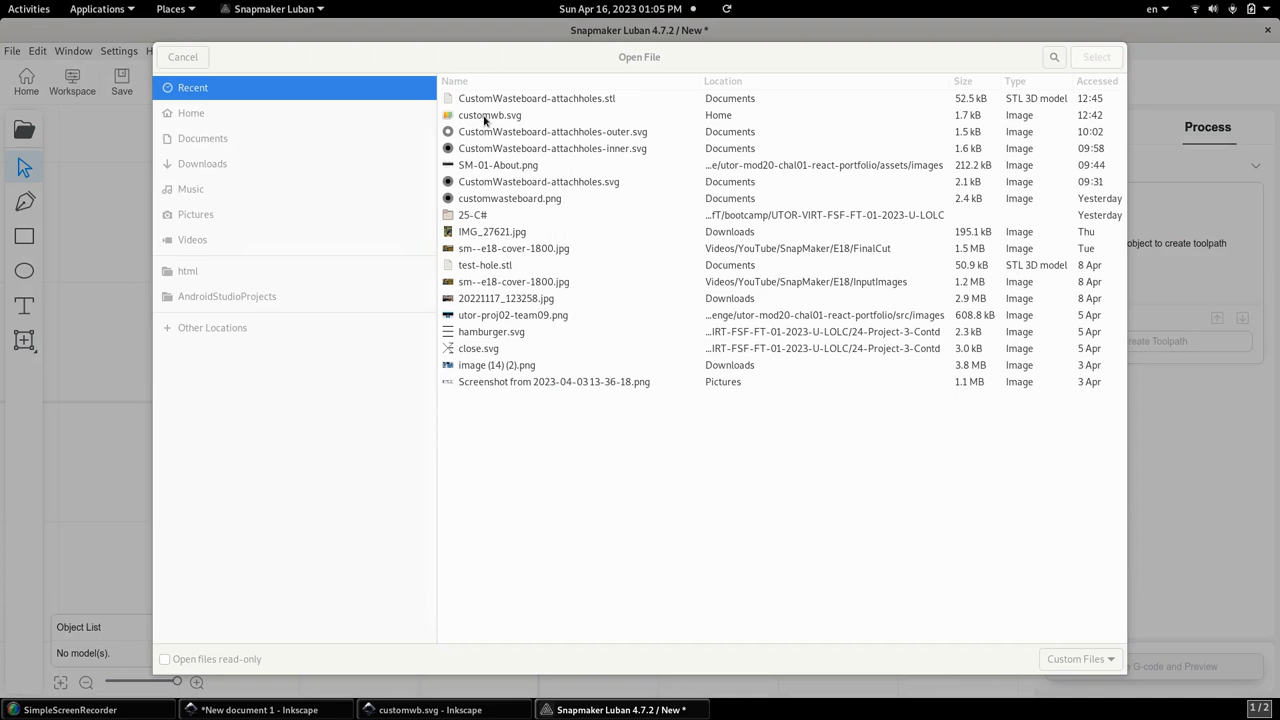 Activities Applications Places Snapmaker Luban Sun Apr 16, 2023 01:05 PM en
Snapmaker Luban 4.7.2 / New *
File Edit Window Settings H
Home Workspace Save
Cancel Open File Select
Name Location Size Type Accessed
Recent
Home
Documents
Downloads
Music
Pictures
Videos
html
AndroidStudioProjects
Other Locations
CustomWasteboard-attachholes.stl Documents 52.5 kB STL 3D model 12:45
customwb.svg Home 1.7 kB Image 12:42
CustomWasteboard-attachholes-outer.svg Documents 1.5 kB Image 10:02
CustomWasteboard-attachholes-inner.svg Documents 1.6 kB Image 09:58
SM-01-About.png ...e/utor-mod20-chal01-react-portfolio/assets/images 212.2 kB Image 09:44
CustomWasteboard-attachholes.svg Documents 2.1 kB Image 09:31
customwasteboard.png Documents 2.4 kB Image Yesterday
25-C# ...fT/bootcamp/UTOR-VIRT-FSF-FT-01-2023-U-LOLC Yesterday
IMG_27621.jpg Downloads 195.1 kB Image Thu
sm--e18-cover-1800.jpg Videos/YouTube/SnapMaker/E18/FinalCut 1.5 MB Image Tue
test-hole.stl Documents 50.9 kB STL 3D model 8 Apr
sm--e18-cover-1800.jpg Videos/YouTube/SnapMaker/E18/InputImages 1.2 MB Image 8 Apr
20221117_123258.jpg Downloads 2.9 MB Image 8 Apr
utor-proj02-team09.png ...enge/utor-mod20-chal01-react-portfolio/src/images 608.8 kB Image 5 Apr
hamburger.svg ...IRT-FSF-FT-01-2023-U-LOLC/24-Project-3-Contd 2.3 kB Image 5 Apr
close.svg ...IRT-FSF-FT-01-2023-U-LOLC/24-Project-3-Contd 3.0 kB Image 5 Apr
image (14) (2).png Downloads 3.8 MB Image 3 Apr
Screenshot from 2023-04-03 13-36-18.png Pictures 1.1 MB Image 3 Apr
Process
object to create toolpath
reate Toolpath
Object List
No model(s).
Open files read-only Custom Files
G-code and Preview
SimpleScreenRecorder *New document 1 - Inkscape customwb.svg - Inkscape Snapmaker Luban 4.7.2 / New * 1 / 2